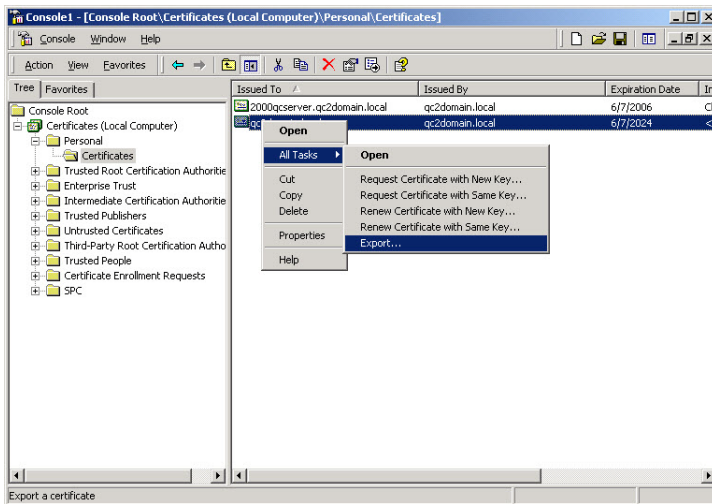 Console1 - [Console Root\Certificates (Local Computer)\Personal\Certificates]
Console Window Help
Action View Favorites
Tree Favorites
Issued To Issued By Expiration Date
Console Root
Certificates (Local Computer)
Personal
Certificates
Trusted Root Certification Authoritie
Enterprise Trust
Intermediate Certification Authoritie
Trusted Publishers
Untrusted Certificates
Third-Party Root Certification Autho
Trusted People
Certificate Enrollment Requests
SPC
2000qcserver.qc2domain.local qc2domain.local 6/7/2006
qc2domain.local 6/7/2024
Open
All Tasks
Cut
Copy
Delete
Properties
Help
Open
Request Certificate with New Key...
Request Certificate with Same Key...
Renew Certificate with New Key...
Renew Certificate with Same Key...
Export...
Export a certificate